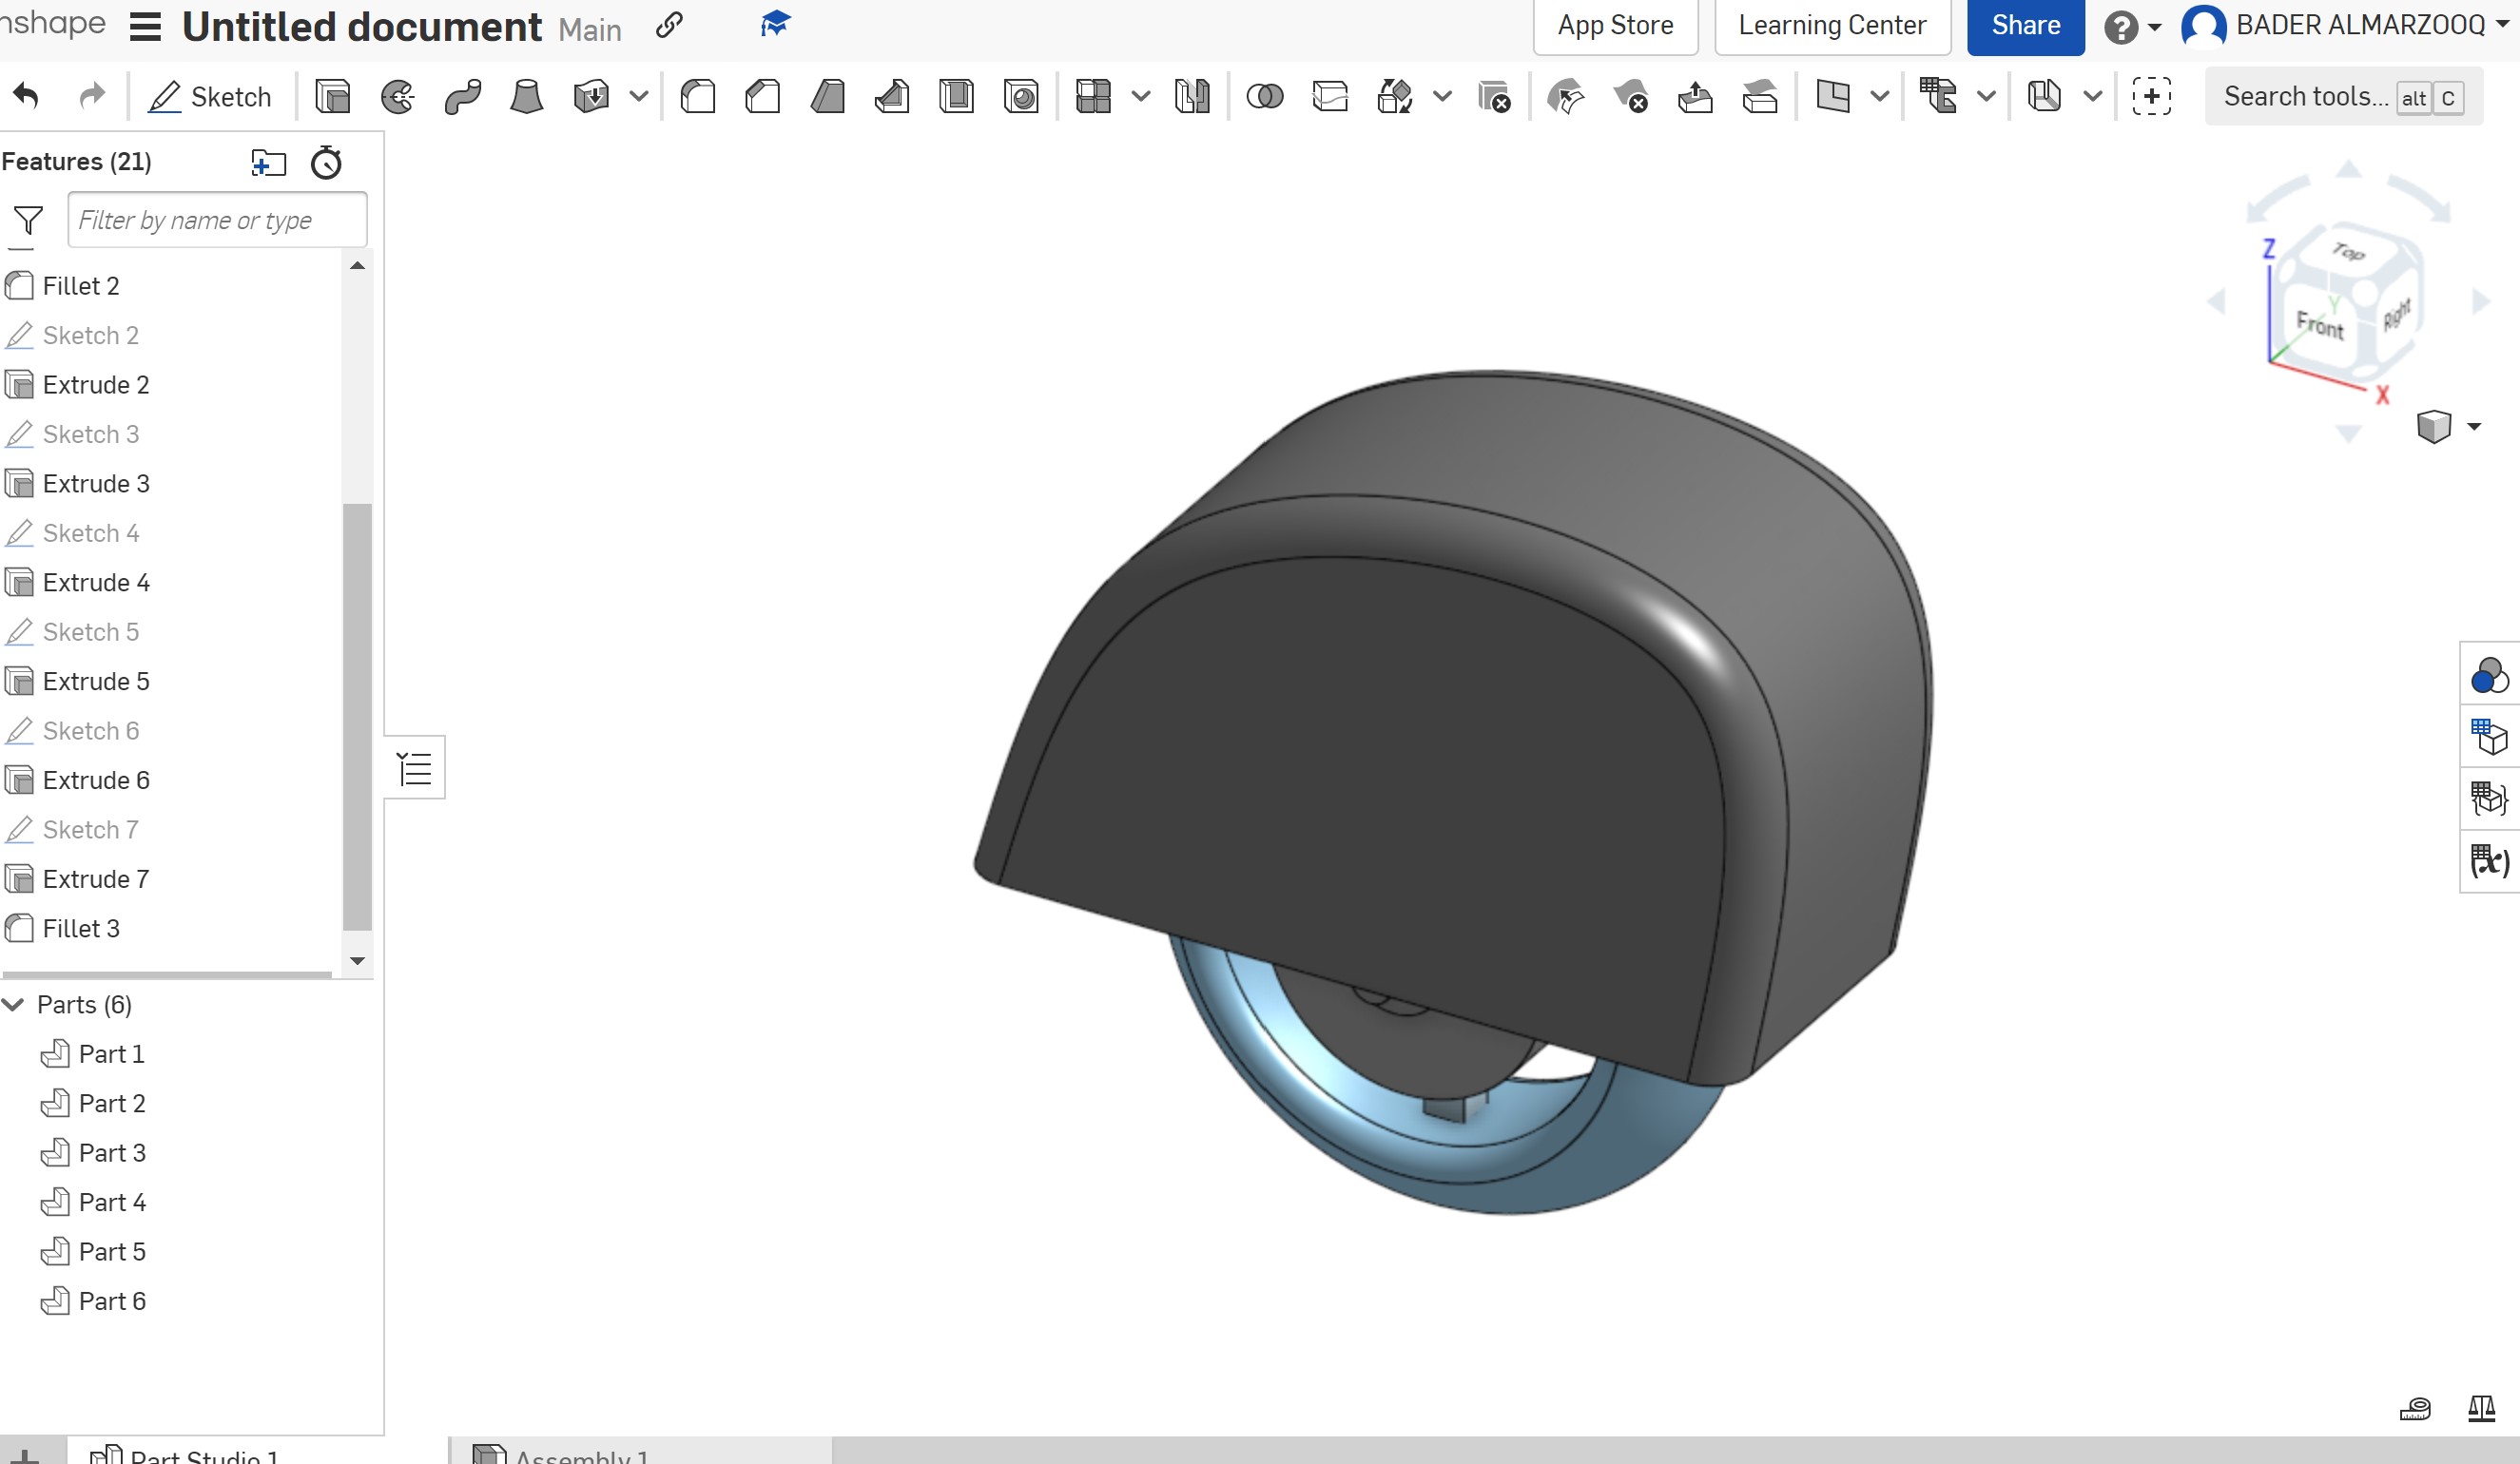 nshape Untitled document Main App Store Learning Center Share BADER ALMARZOOQ
Sketch Search tools... alt C
Features (21)
Filter by name or type
Fillet 2
Sketch 2
Extrude 2
Sketch 3
Extrude 3
Sketch 4
Extrude 4
Sketch 5
Extrude 5
Sketch 6
Extrude 6
Sketch 7
Extrude 7
Fillet 3
Parts (6)
Part 1
Part 2
Part 3
Part 4
Part 5
Part 6
Z
Top
Y
Front
Right
X
(x)
Part Studio 1 Assembly 1